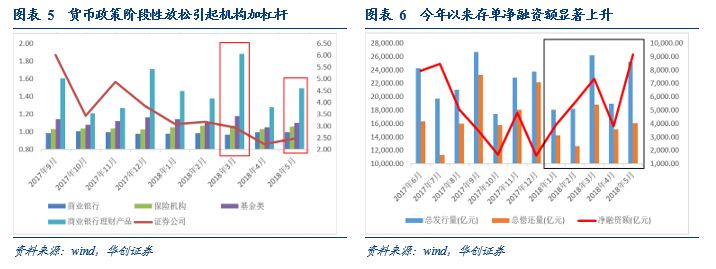 图表 5 货币政策阶段性放松引起机构加杠杆
2.00
1.80
1.60
1.40
1.20
1.00
0.80
6.50
6.00
5.50
5.00
4.50
4.00
3.50
3.00
2.50
2.00
2017年9月
2017年10月
2017年11月
2017年12月
2018年1月
2018年2月
2018年3月
2018年4月
2018年5月
商业银行
保险机构
基金类
商业银行理财产品
证券公司
资料来源：wind，华创证券
图表 6 今年以来存单净融资额显著上升
28,000.00
26,000.00
24,000.00
22,000.00
20,000.00
18,000.00
16,000.00
14,000.00
12,000.00
10,000.00
10,000.00
9,000.00
8,000.00
7,000.00
6,000.00
5,000.00
4,000.00
3,000.00
2,000.00
1,000.00
2017年6月
2017年7月
2017年8月
2017年9月
2017年10月
2017年11月
2017年12月
2018年1月
2018年2月
2018年3月
2018年4月
2018年5月
总发行量(亿元)
总偿还量(亿元)
净融资额(亿元)
资料来源：wind，华创证券